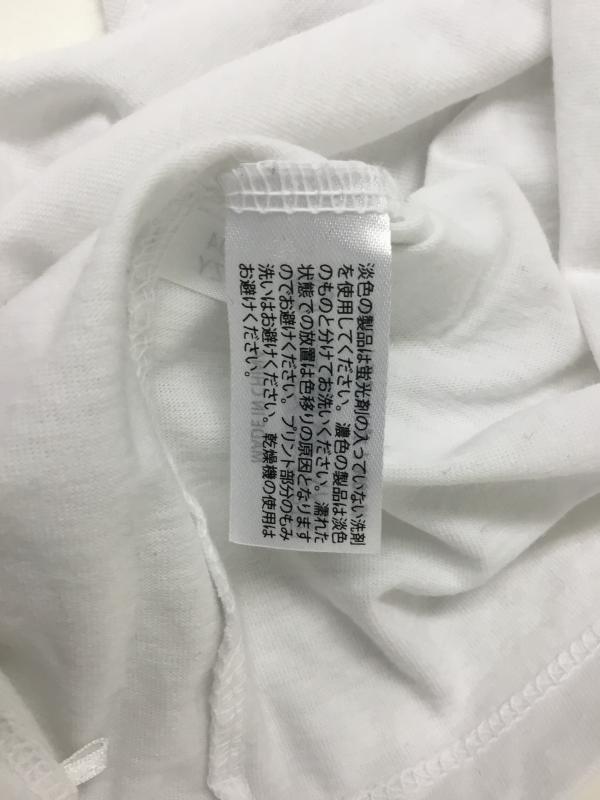 淡色の製品は蛍光剤の入っていない洗剤
を使用してください。濃色の製品は淡色
のものと分けてお洗いください。濡れた
状態での放置は色移りの原因となります
のでお避けください。プリント部分のもみ
洗いはお避けください。乾燥機の使用は
お避けください。